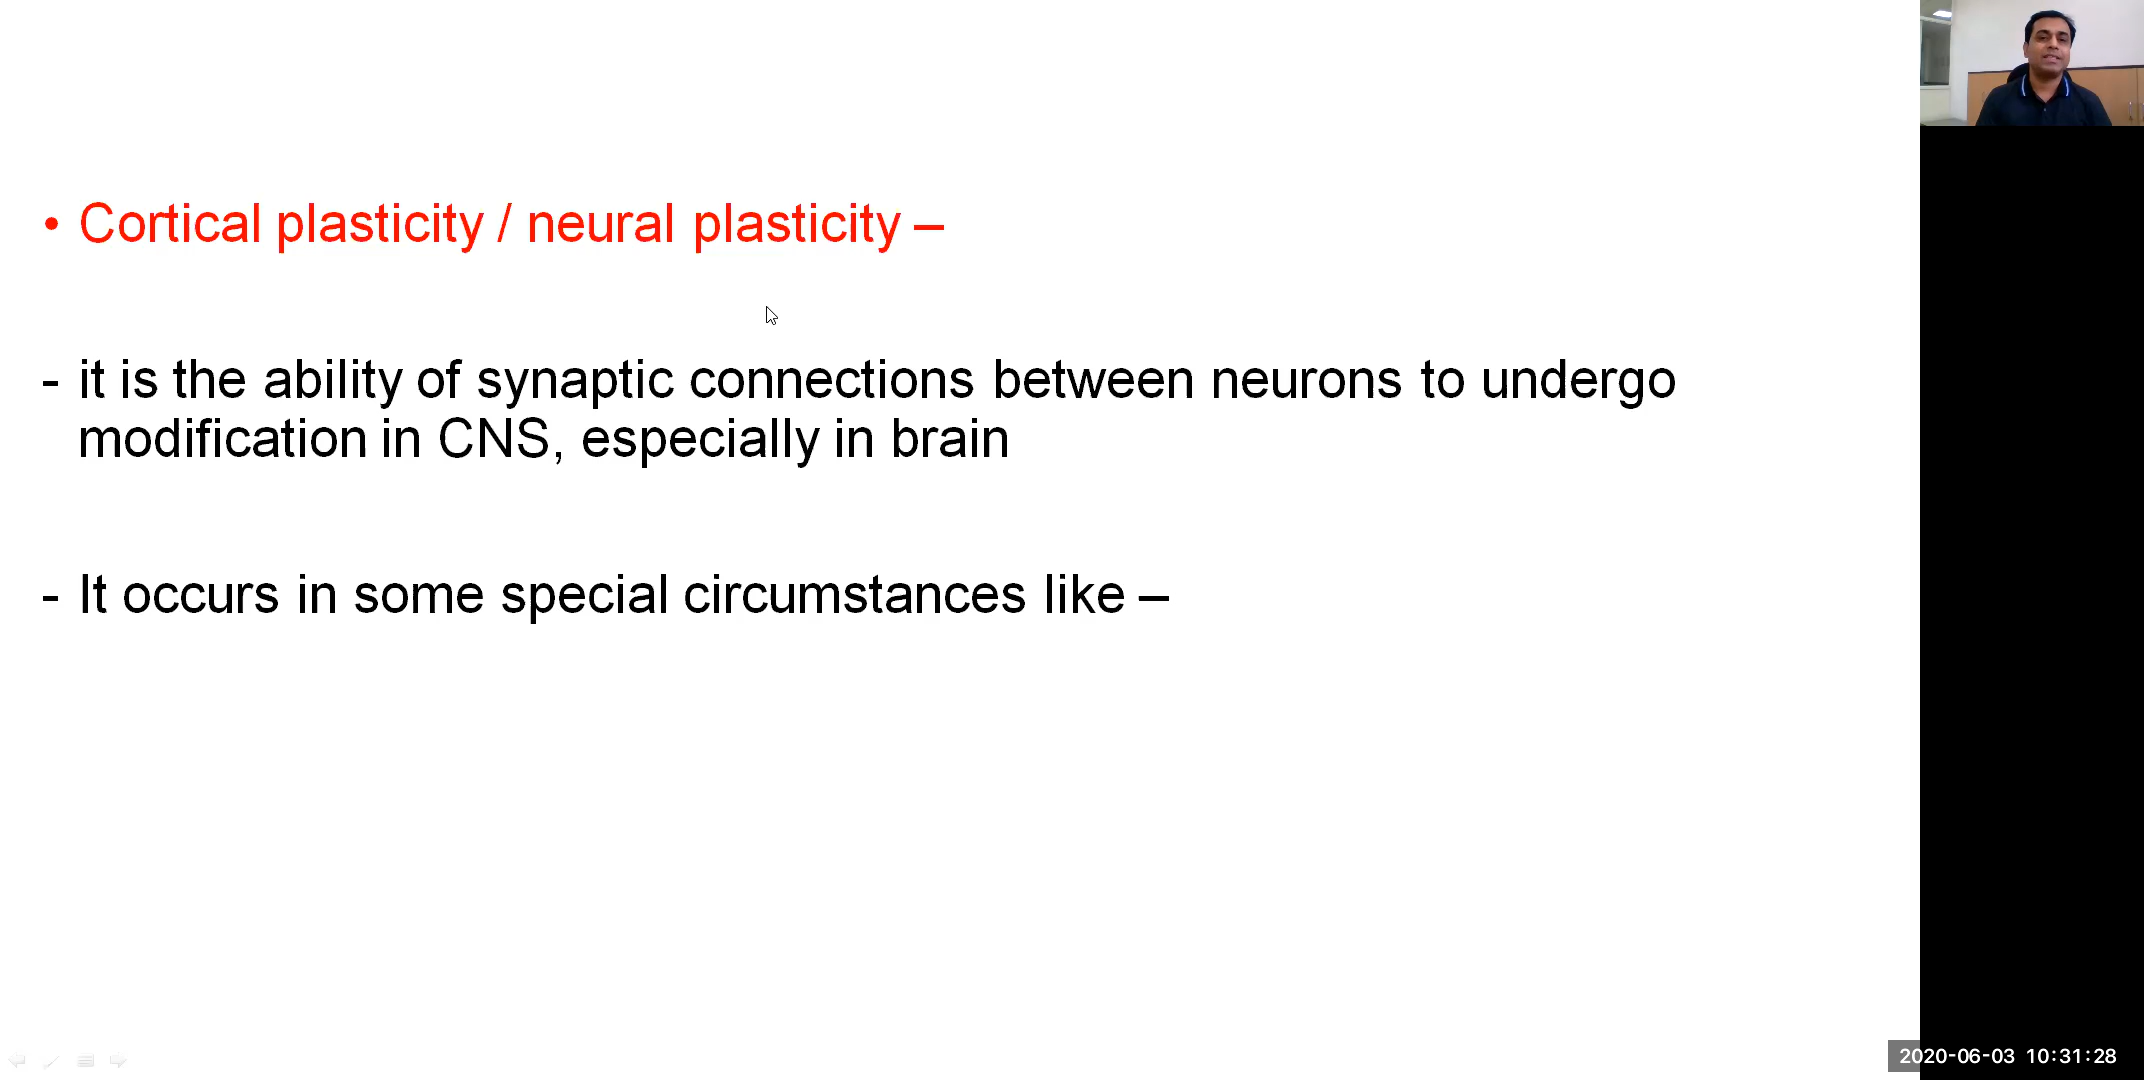 • Cortical plasticity / neural plasticity –
- it is the ability of synaptic connections between neurons to undergo
modification in CNS, especially in brain
- It occurs in some special circumstances like –
2020-06-03 10:31:28